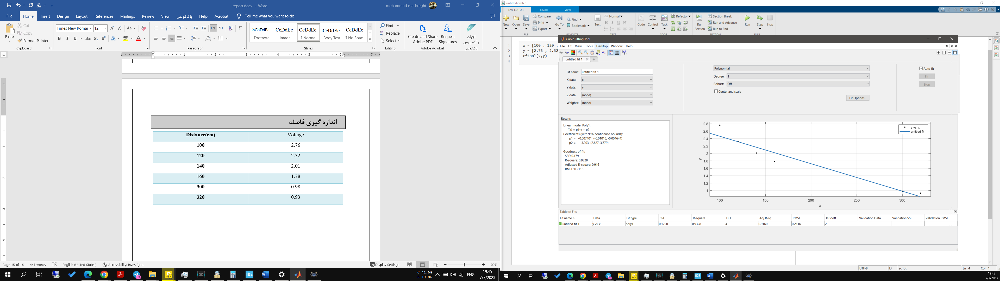 report.docx - Word
mohammad mashreghi
File Home Insert Design Layout References Mailings Review View پاک‌نویس Help Acrobat Tell me what you want to do
Paste
Cut
Copy
Format Painter
Clipboard
Times New Romar 12
Font
Paragraph
CcDdEe Footnote
CcDdEe Image
CcDdEe ¶ Normal
CcDdEe Body Text
CcDdEe ¶ No Spac...
Styles
Find
Replace
Select
Editing
Create and Share Adobe PDF
Request Signatures
Adobe Acrobat
اجرای پاک‌نویس
پاک‌نویس
اندازه گیری فاصله
Distance(cm) Voltage
100 2.76
120 2.32
140 2.01
160 1.78
300 0.98
320 0.93
Page 15 of 16 441 words English (United States) Accessibility: Investigate Display Settings 100%
C 41.6%
R 19.8G
ENG
19:45
7/7/2023
untitled2.mlx *
LIVE EDITOR INSERT VIEW
New Open Save
Compare
Print
Export
FILE
Go To
Find
Bookmark
NAVIGATE
Text
Normal
B I U M
TEXT
Code Control Task
Refactor
CODE
Run Section
Section Break
Run and Advance
Run to End
SECTION
Run Step Stop
RUN
1 x = [100 , 120 ,
2 y = [2.76 , 2.32
3 cftool(x,y)
4
Curve Fitting Tool
File Fit View Tools Desktop Window Help
untitled fit 1
Fit name: untitled fit 1
X data: x
Y data: y
Z data: (none)
Weights: (none)
Polynomial
Degree: 1
Robust: Off
Center and scale
Fit Options...
Auto fit
Fit
Stop
Results
Linear model Poly1:
f(x) = p1*x + p2
Coefficients (with 95% confidence bounds):
p1 = -0.007401 (-0.01016, -0.004644)
p2 = 3.203 (2.627, 3.779)
Goodness of fit:
SSE: 0.179
R-square: 0.9328
Adjusted R-square: 0.916
RMSE: 0.2116
y vs. x
untitled fit 1
2.8
2.6
2.4
2.2
2
1.8
1.6
1.4
1.2
1
y
100 150 200 250 300
x
Table of Fits
Fit name Data Fit type SSE R-square DFE Adj R-sq RMSE # Coeff Validation Data Validation SSE Validation RMSE
untitled fit 1 y vs. x poly1 0.1790 0.9328 4 0.9160 0.2116 2
UTF-8 LF script Ln 4 Col 1
19:45
7/7/2023